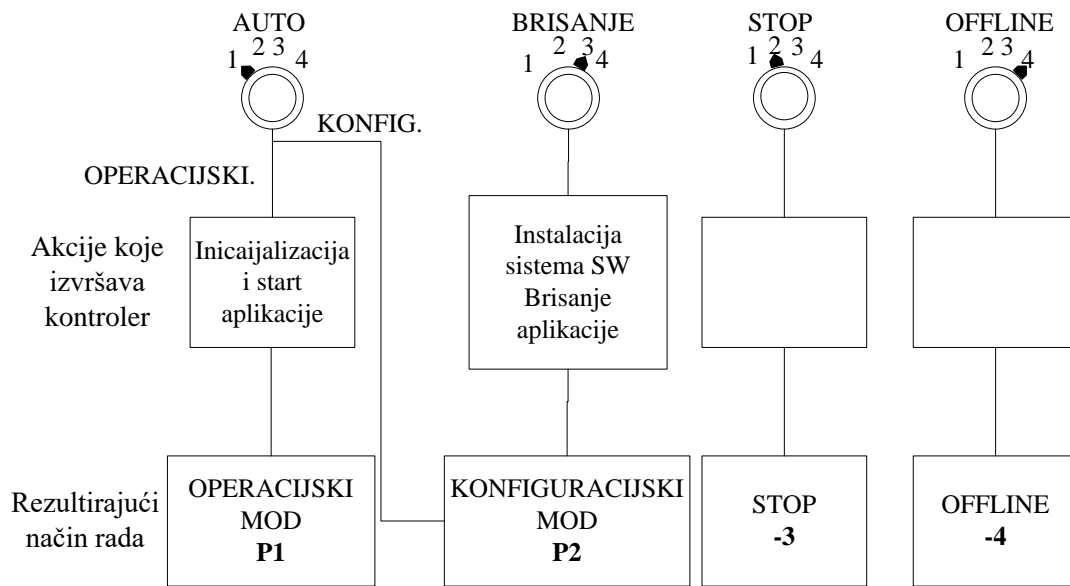 AUTO
1 2 3 4
BRISANJE
1 2 3 4
STOP
1 2 3 4
OFFLINE
1 2 3 4
KONFIG.
OPERACIJSKI.
Akcije koje
izvršava
kontroler
Inicaijalizacija
i start
aplikacije
Instalacija
sistema SW
Brisanje
aplikacije
Rezultirajući
način rada
OPERACIJSKI
MOD
P1
KONFIGURACIJSKI
MOD
P2
STOP
-3
OFFLINE
-4